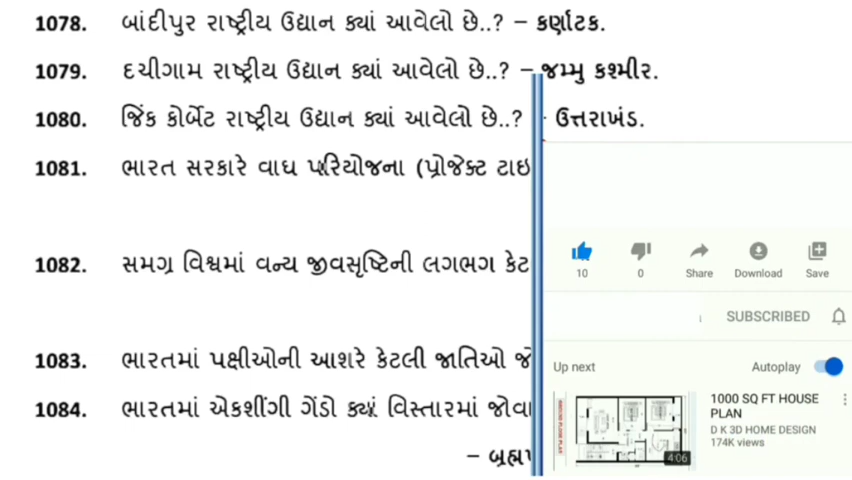 1078. બાંદીપુર રાષ્ટ્રીય ઉદ્યાન ક્યાં આવેલો છે..? – કર્ણાટક.
1079. દચીગામ રાષ્ટ્રીય ઉદ્યાન ક્યાં આવેલો છે..? – જમ્મુ કશ્મીર.
1080. જિંક કોર્બેટ રાષ્ટ્રીય ઉદ્યાન ક્યાં આવેલો છે..? - ઉત્તરાખંડ.
1081. ભારત સરકારે વાઘ પરિયોજના (પ્રોજેક્ટ ટાઇ
1082. સમગ્ર વિશ્વમાં વન્ય જીવસૃષ્ટિની લગભગ કેટ
1083. ભારતમાં પક્ષીઓની આશરે કેટલી જાતિઓ જો
1084. ભારતમાં એકશીંગી ગેંડો ક્યાં વિસ્તારમાં જોવા
– બ્રહ્મ
10 0 Share Download Save
SUBSCRIBED
Up next Autoplay
1000 SQ FT HOUSE PLAN
D K 3D HOME DESIGN
174K views
4:06